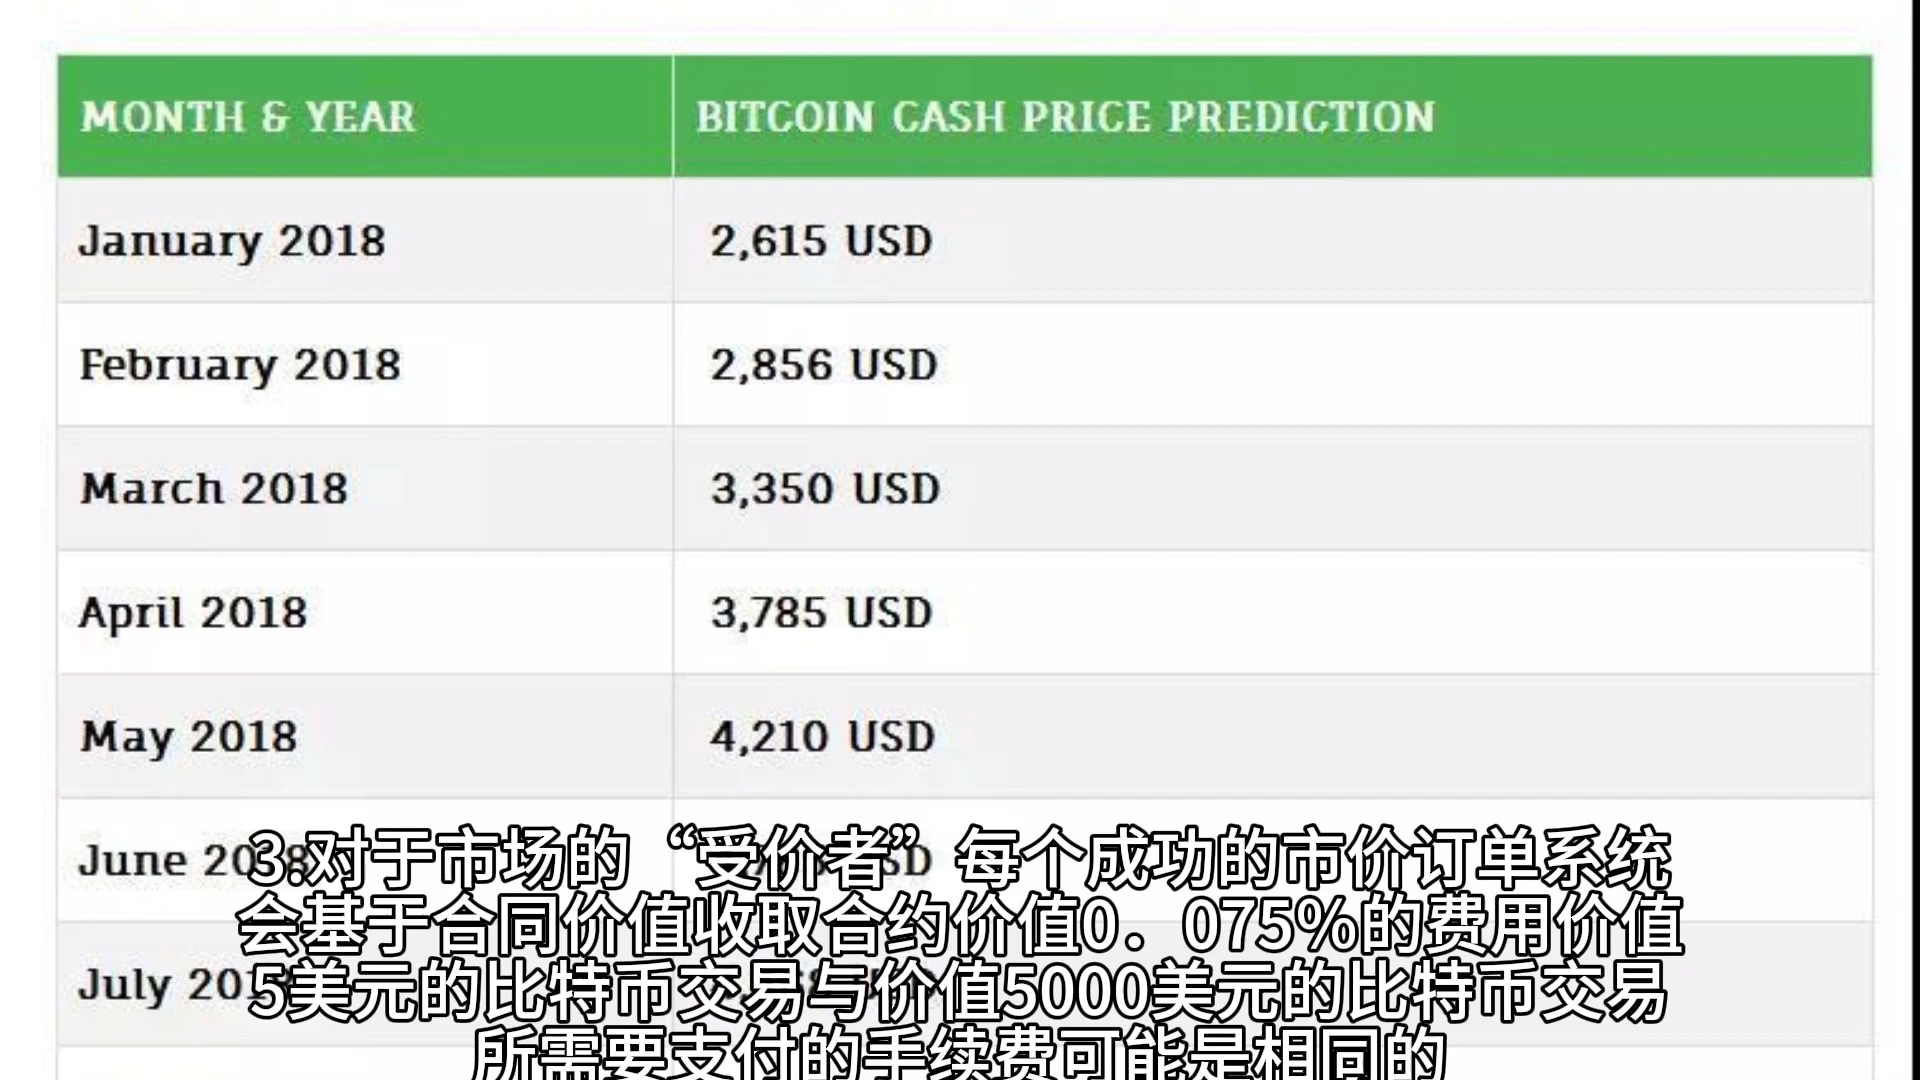 MONTH & YEAR BITCOIN CASH PRICE PREDICTION
January 2018 2,615 USD
February 2018 2,856 USD
March 2018 3,350 USD
April 2018 3,785 USD
May 2018 4,210 USD
June 2018 USD
July 2018
3.对于市场的“受价者”每个成功的市价订单系统
会基于合同价值收取合约价值0．075%的费用价值
5美元的比特币交易与价值5000美元的比特币交易
所需要支付的手续费可能是相同的